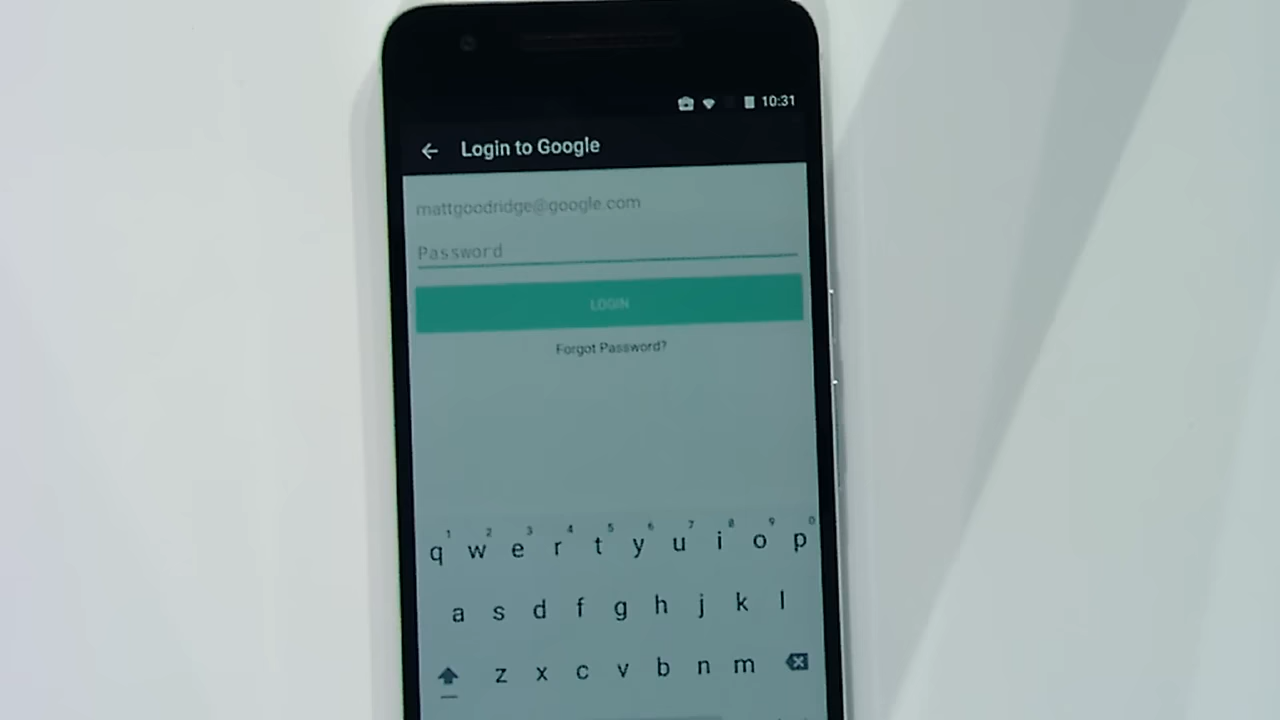 10:31
Login to Google
mattgoodridge@google.com
Password
LOGIN
Forgot Password?
1 2 3 4 5 6 7 8 9 0
q w e r t y u i o p
a s d f g h j k l
z x c v b n m